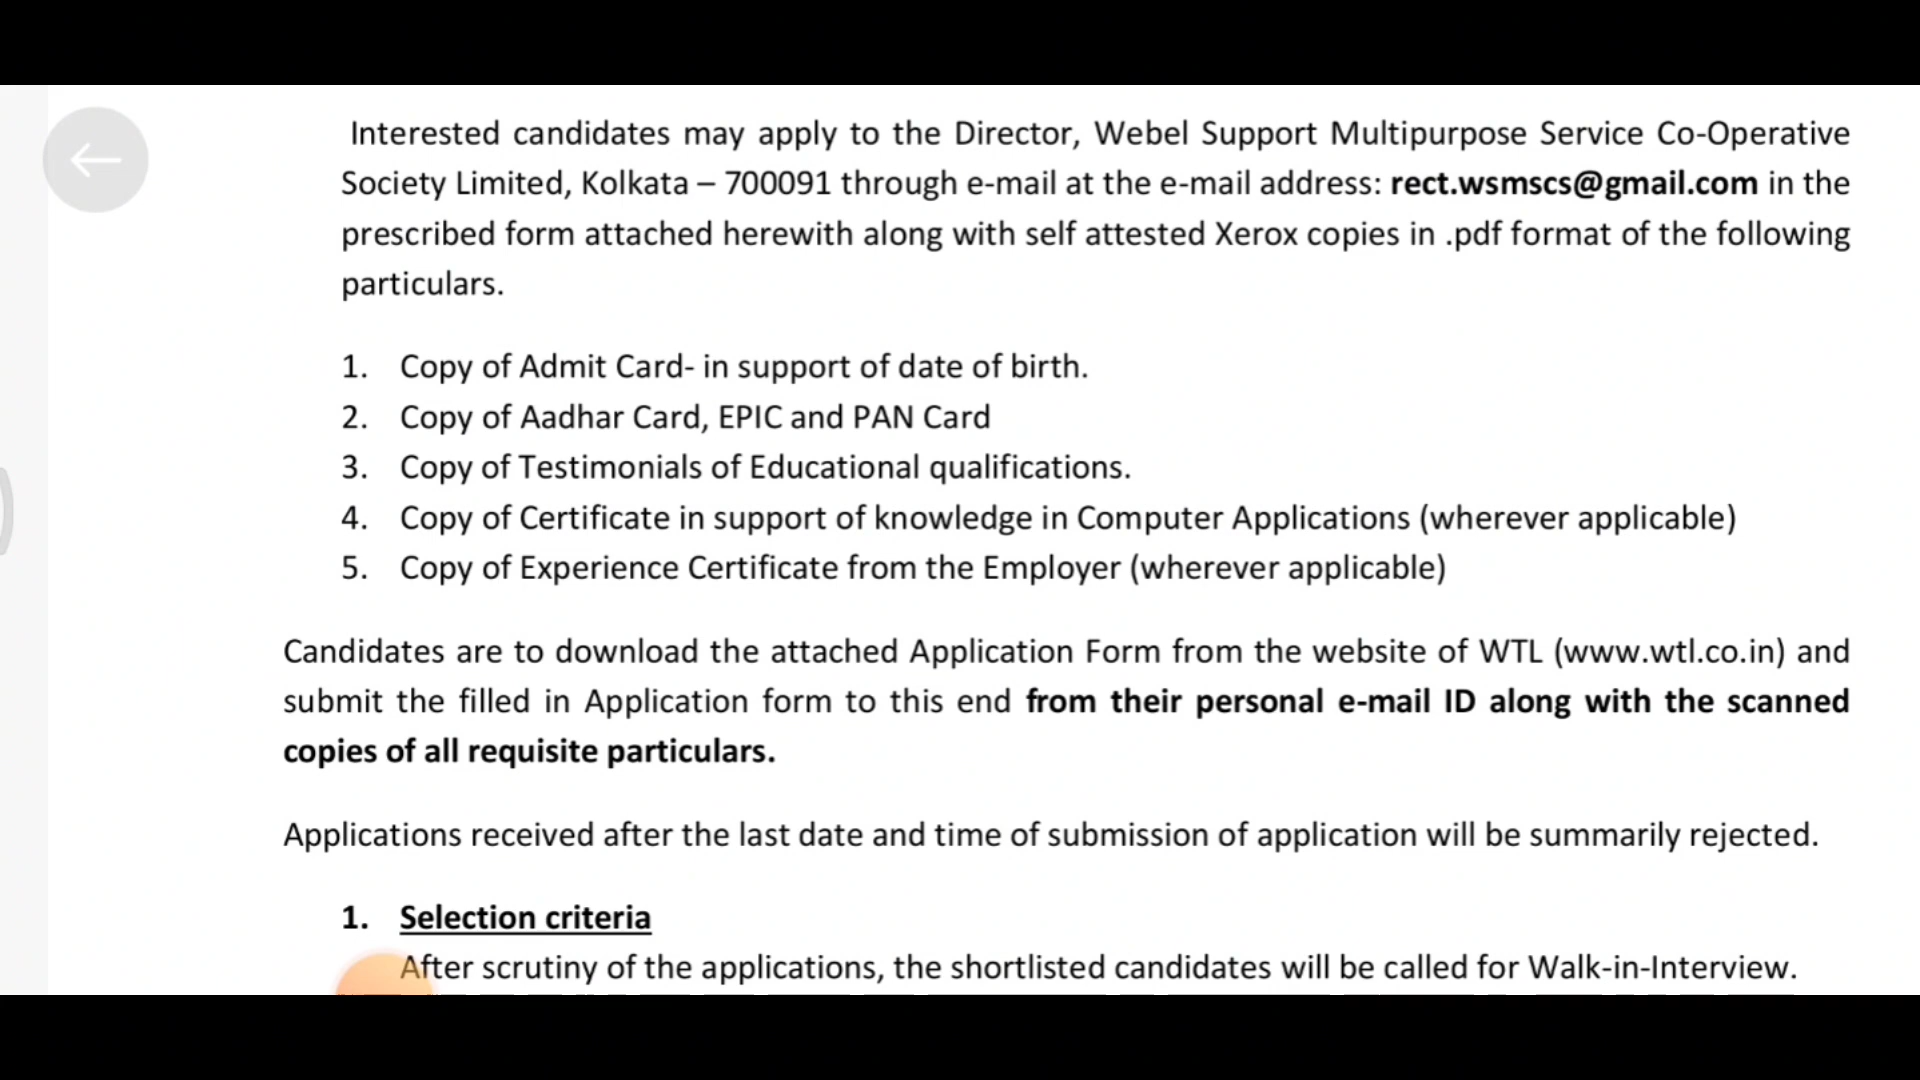 Interested candidates may apply to the Director, Webel Support Multipurpose Service Co-Operative
Society Limited, Kolkata – 700091 through e-mail at the e-mail address: rect.wsmscs@gmail.com in the
prescribed form attached herewith along with self attested Xerox copies in .pdf format of the following
particulars.
1. Copy of Admit Card- in support of date of birth.
2. Copy of Aadhar Card, EPIC and PAN Card
3. Copy of Testimonials of Educational qualifications.
4. Copy of Certificate in support of knowledge in Computer Applications (wherever applicable)
5. Copy of Experience Certificate from the Employer (wherever applicable)
Candidates are to download the attached Application Form from the website of WTL (www.wtl.co.in) and
submit the filled in Application form to this end from their personal e-mail ID along with the scanned
copies of all requisite particulars.
Applications received after the last date and time of submission of application will be summarily rejected.
1. Selection criteria
After scrutiny of the applications, the shortlisted candidates will be called for Walk-in-Interview.